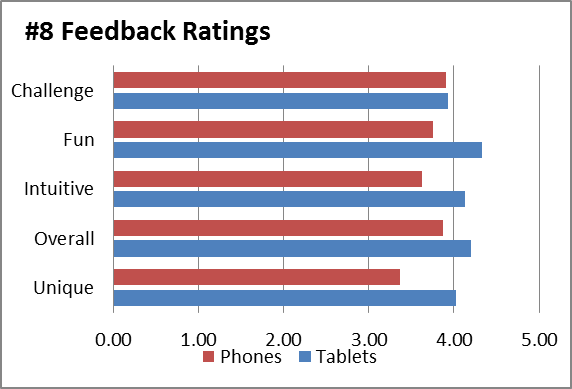 #8 Feedback Ratings
Challenge
Fun
Intuitive
Overall
Unique
0.00 1.00 2.00 3.00 4.00 5.00
Phones Tablets